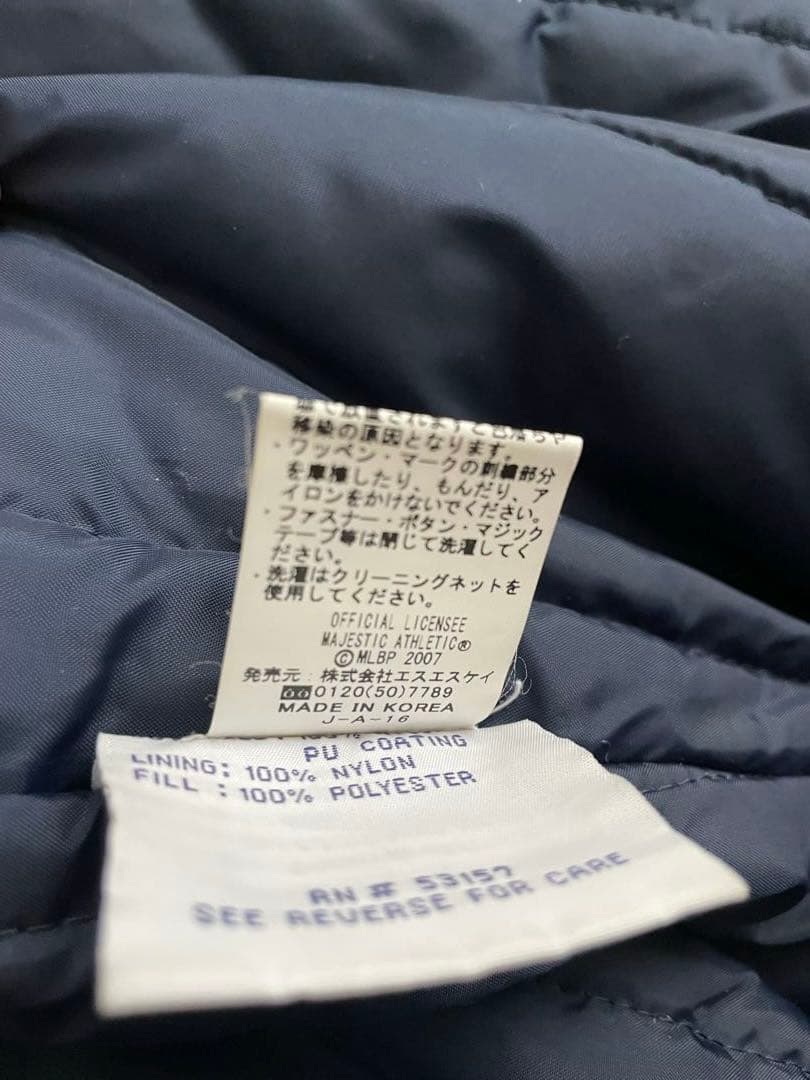 移染の原因となります。
・ワッペン・マークの刺繍部分
を摩擦したり、もんだり、ア
イロンをかけないでください。
・ファスナー・ボタン・マジック
テープ等は閉じて洗濯してく
ださい。
・洗濯はクリーニングネットを
使用してください。
OFFICIAL LICENSEE
MAJESTIC ATHLETIC®
©MLBP 2007
発売元：株式会社エスエスケイ
0120(50)7789
MADE IN KOREA
J-A-16
PU COATING
LINING: 100% NYLON
FILL : 100% POLYESTER
RN # 53157
SEE REVERSE FOR CARE